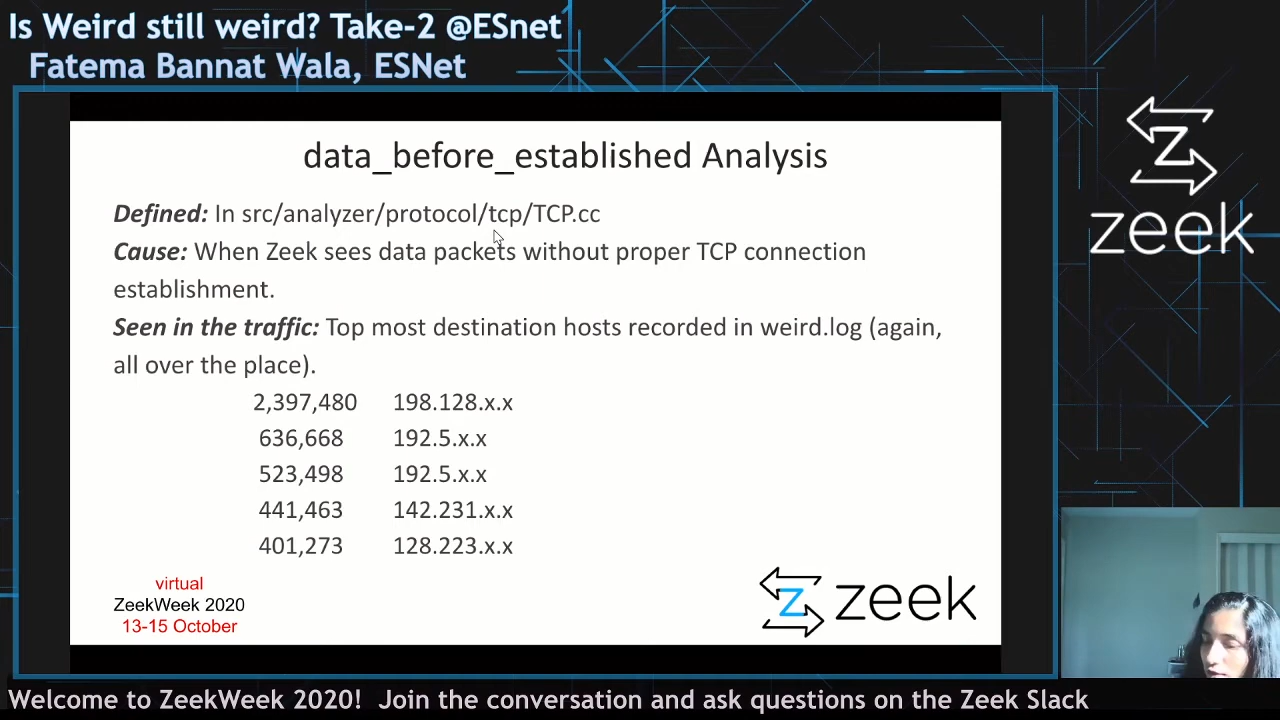 Is Weird still weird? Take-2 @ESnet
Fatema Bannat Wala, ESNet
zeek
data_before_established Analysis
Defined: In src/analyzer/protocol/tcp/TCP.cc
Cause: When Zeek sees data packets without proper TCP connection
establishment.
Seen in the traffic: Top most destination hosts recorded in weird.log (again,
all over the place).
2,397,480 198.128.x.x
636,668 192.5.x.x
523,498 192.5.x.x
441,463 142.231.x.x
401,273 128.223.x.x
virtual
ZeekWeek 2020
13-15 October
zeek
Welcome to ZeekWeek 2020! Join the conversation and ask questions on the Zeek Slack